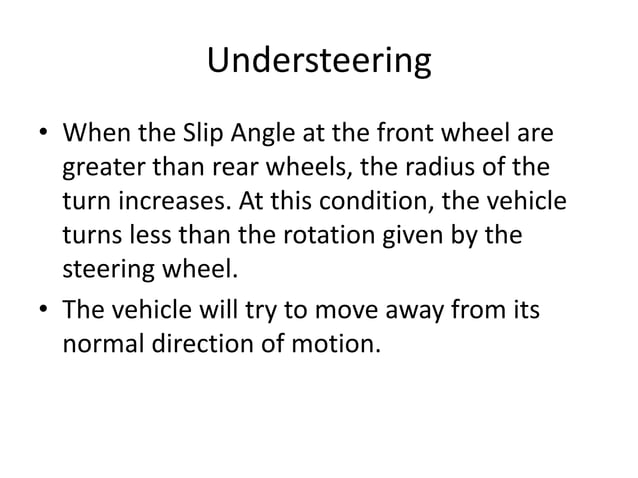 Understeering
• When the Slip Angle at the front wheel are
greater than rear wheels, the radius of the
turn increases. At this condition, the vehicle
turns less than the rotation given by the
steering wheel.
• The vehicle will try to move away from its
normal direction of motion.